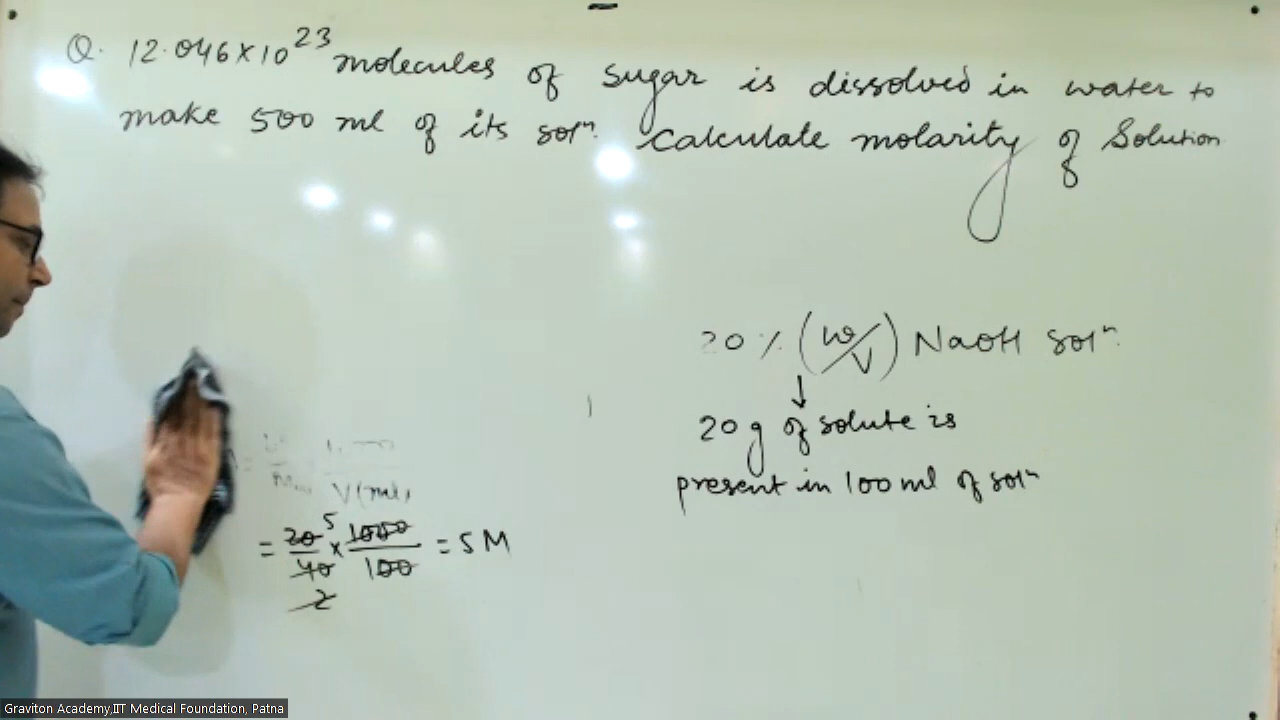 Q. 12.046×10²³ molecules of sugar is dissolved in water to
make 500 ml of its solⁿ. Calculate molarity of Solution
20 % (w/V) NaOH solⁿ.
↓
20 g of solute is
present in 100 ml of solⁿ
V(ml)
= 20/40 5 × 1000/100 = 5 M
2
Graviton Academy,IIT Medical Foundation, Patna